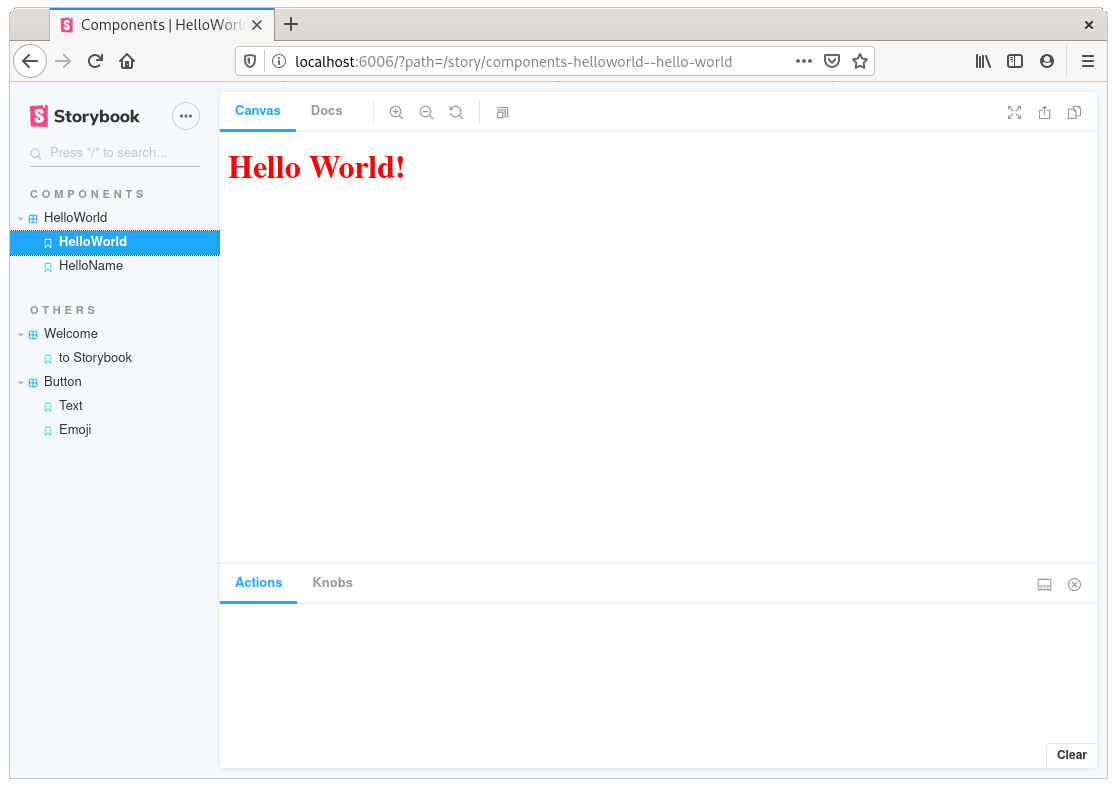 Components | HelloWorl
localhost:6006/?path=/story/components-helloworld--hello-world
Storybook
Press "/" to search...
COMPONENTS
HelloWorld
HelloWorld
HelloName
OTHERS
Welcome
to Storybook
Button
Text
Emoji
Canvas Docs
Hello World!
Actions Knobs
Clear